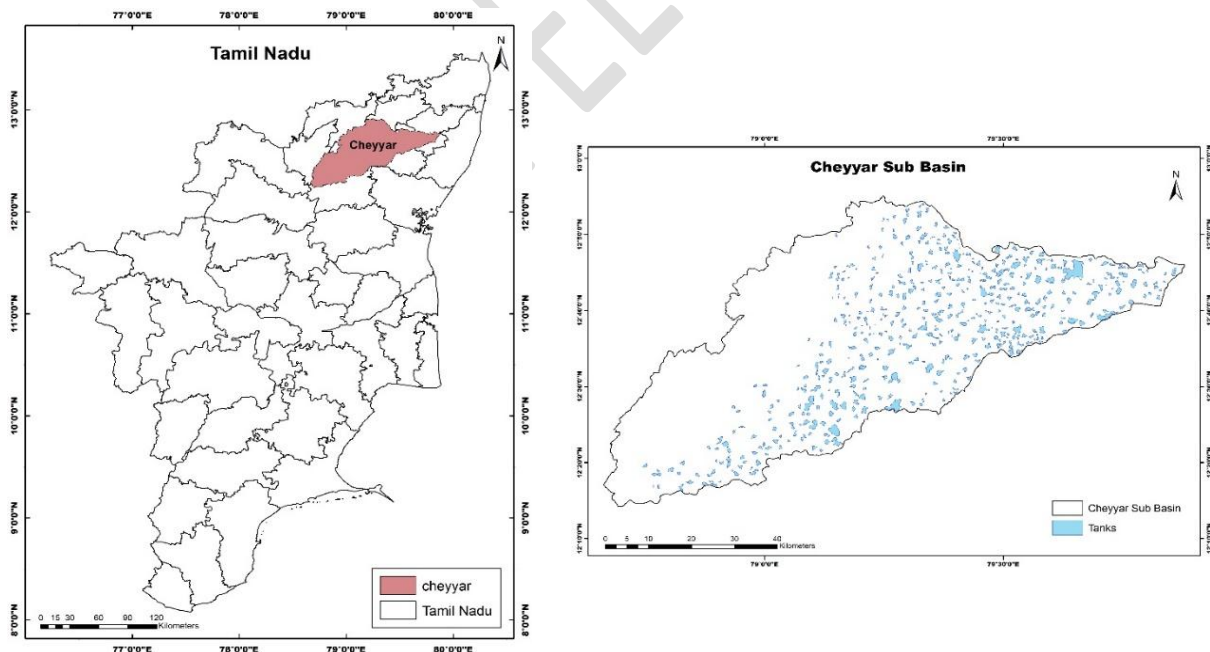 77°0'0"E 78°0'0"E 79°0'0"E 80°0'0"E
Tamil Nadu
N
13°0'0"N
12°0'0"N
11°0'0"N
10°0'0"N
9°0'0"N
8°0'0"N
Cheyyar
cheyyar
Tamil Nadu
0 15 30 60 90 120
Kilometers
77°0'0"E 78°0'0"E 79°0'0"E 80°0'0"E
79°0'0"E 79°30'0"E
Cheyyar Sub Basin
N
Cheyyar Sub Basin
Tanks
0 5 10 20 30 40
Kilometers
79°0'0"E 79°30'0"E